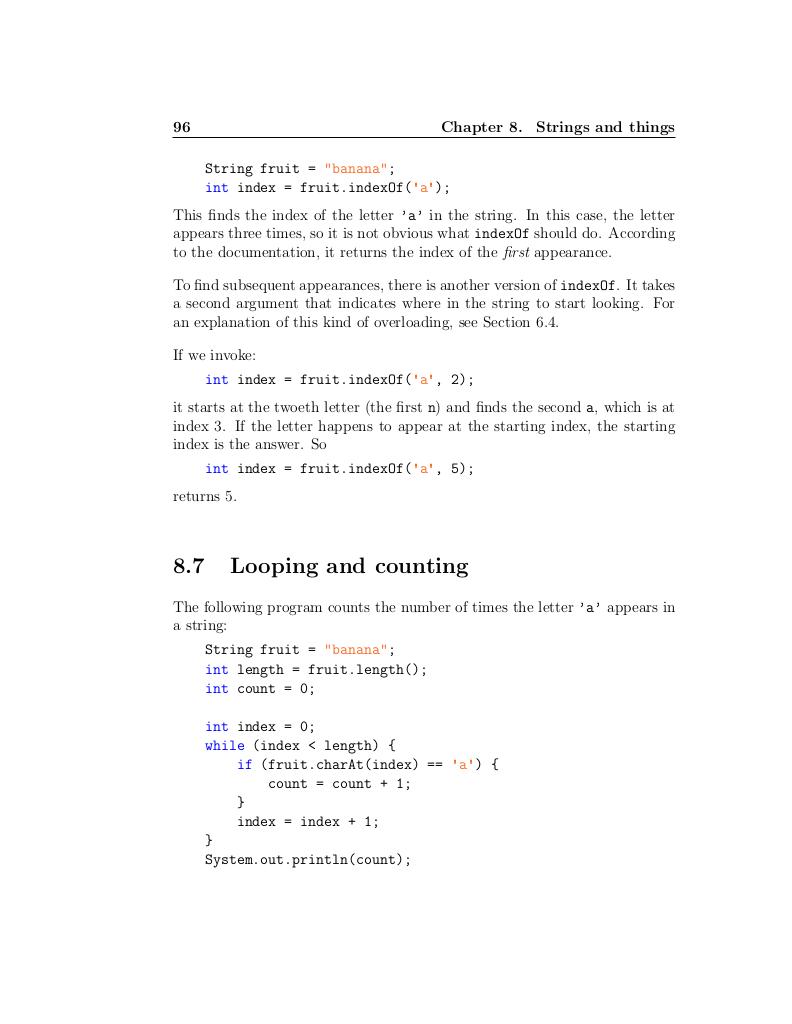 96 Chapter 8. Strings and things
String fruit = "banana";
int index = fruit.indexOf('a');
This finds the index of the letter 'a' in the string. In this case, the letter
appears three times, so it is not obvious what indexOf should do. According
to the documentation, it returns the index of the first appearance.
To find subsequent appearances, there is another version of indexOf. It takes
a second argument that indicates where in the string to start looking. For
an explanation of this kind of overloading, see Section 6.4.
If we invoke:
int index = fruit.indexOf('a', 2);
it starts at the twoeth letter (the first n) and finds the second a, which is at
index 3. If the letter happens to appear at the starting index, the starting
index is the answer. So
int index = fruit.indexOf('a', 5);
returns 5.
8.7 Looping and counting
The following program counts the number of times the letter 'a' appears in
a string:
String fruit = "banana";
int length = fruit.length();
int count = 0;
int index = 0;
while (index < length) {
    if (fruit.charAt(index) == 'a') {
        count = count + 1;
    }
    index = index + 1;
}
System.out.println(count);